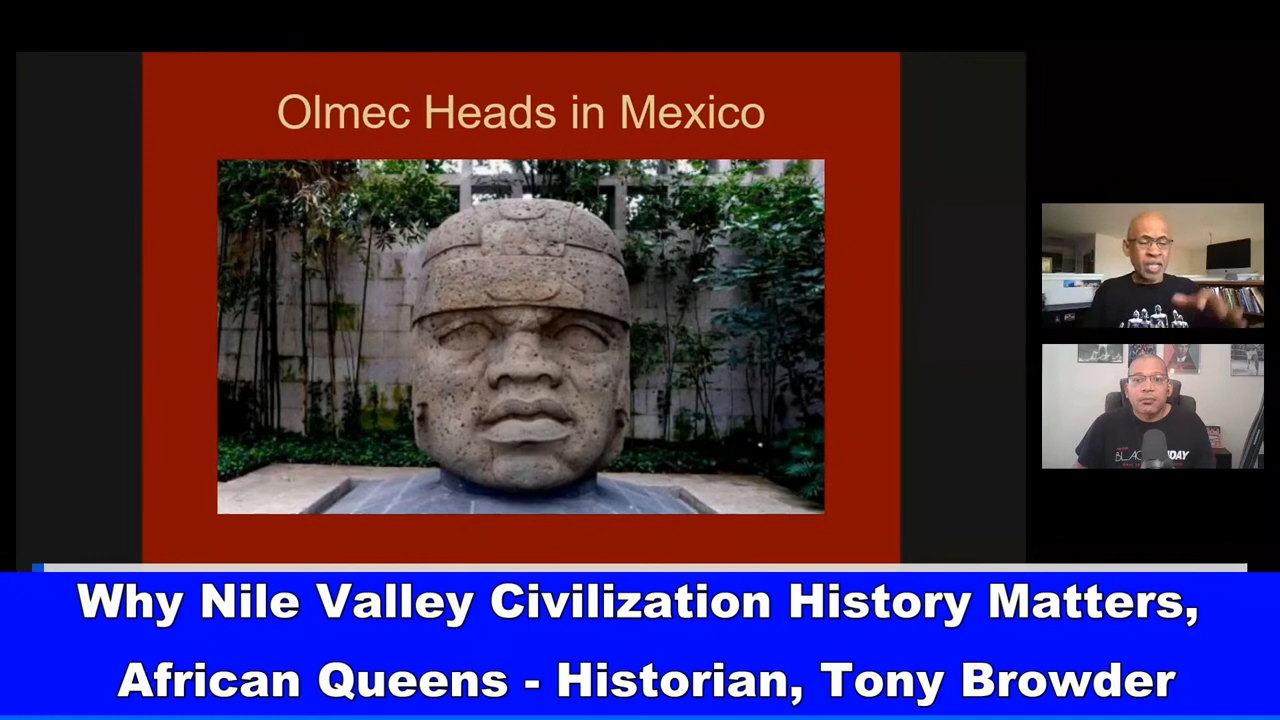 Olmec Heads in Mexico
Why Nile Valley Civilization History Matters,
African Queens - Historian, Tony Browder